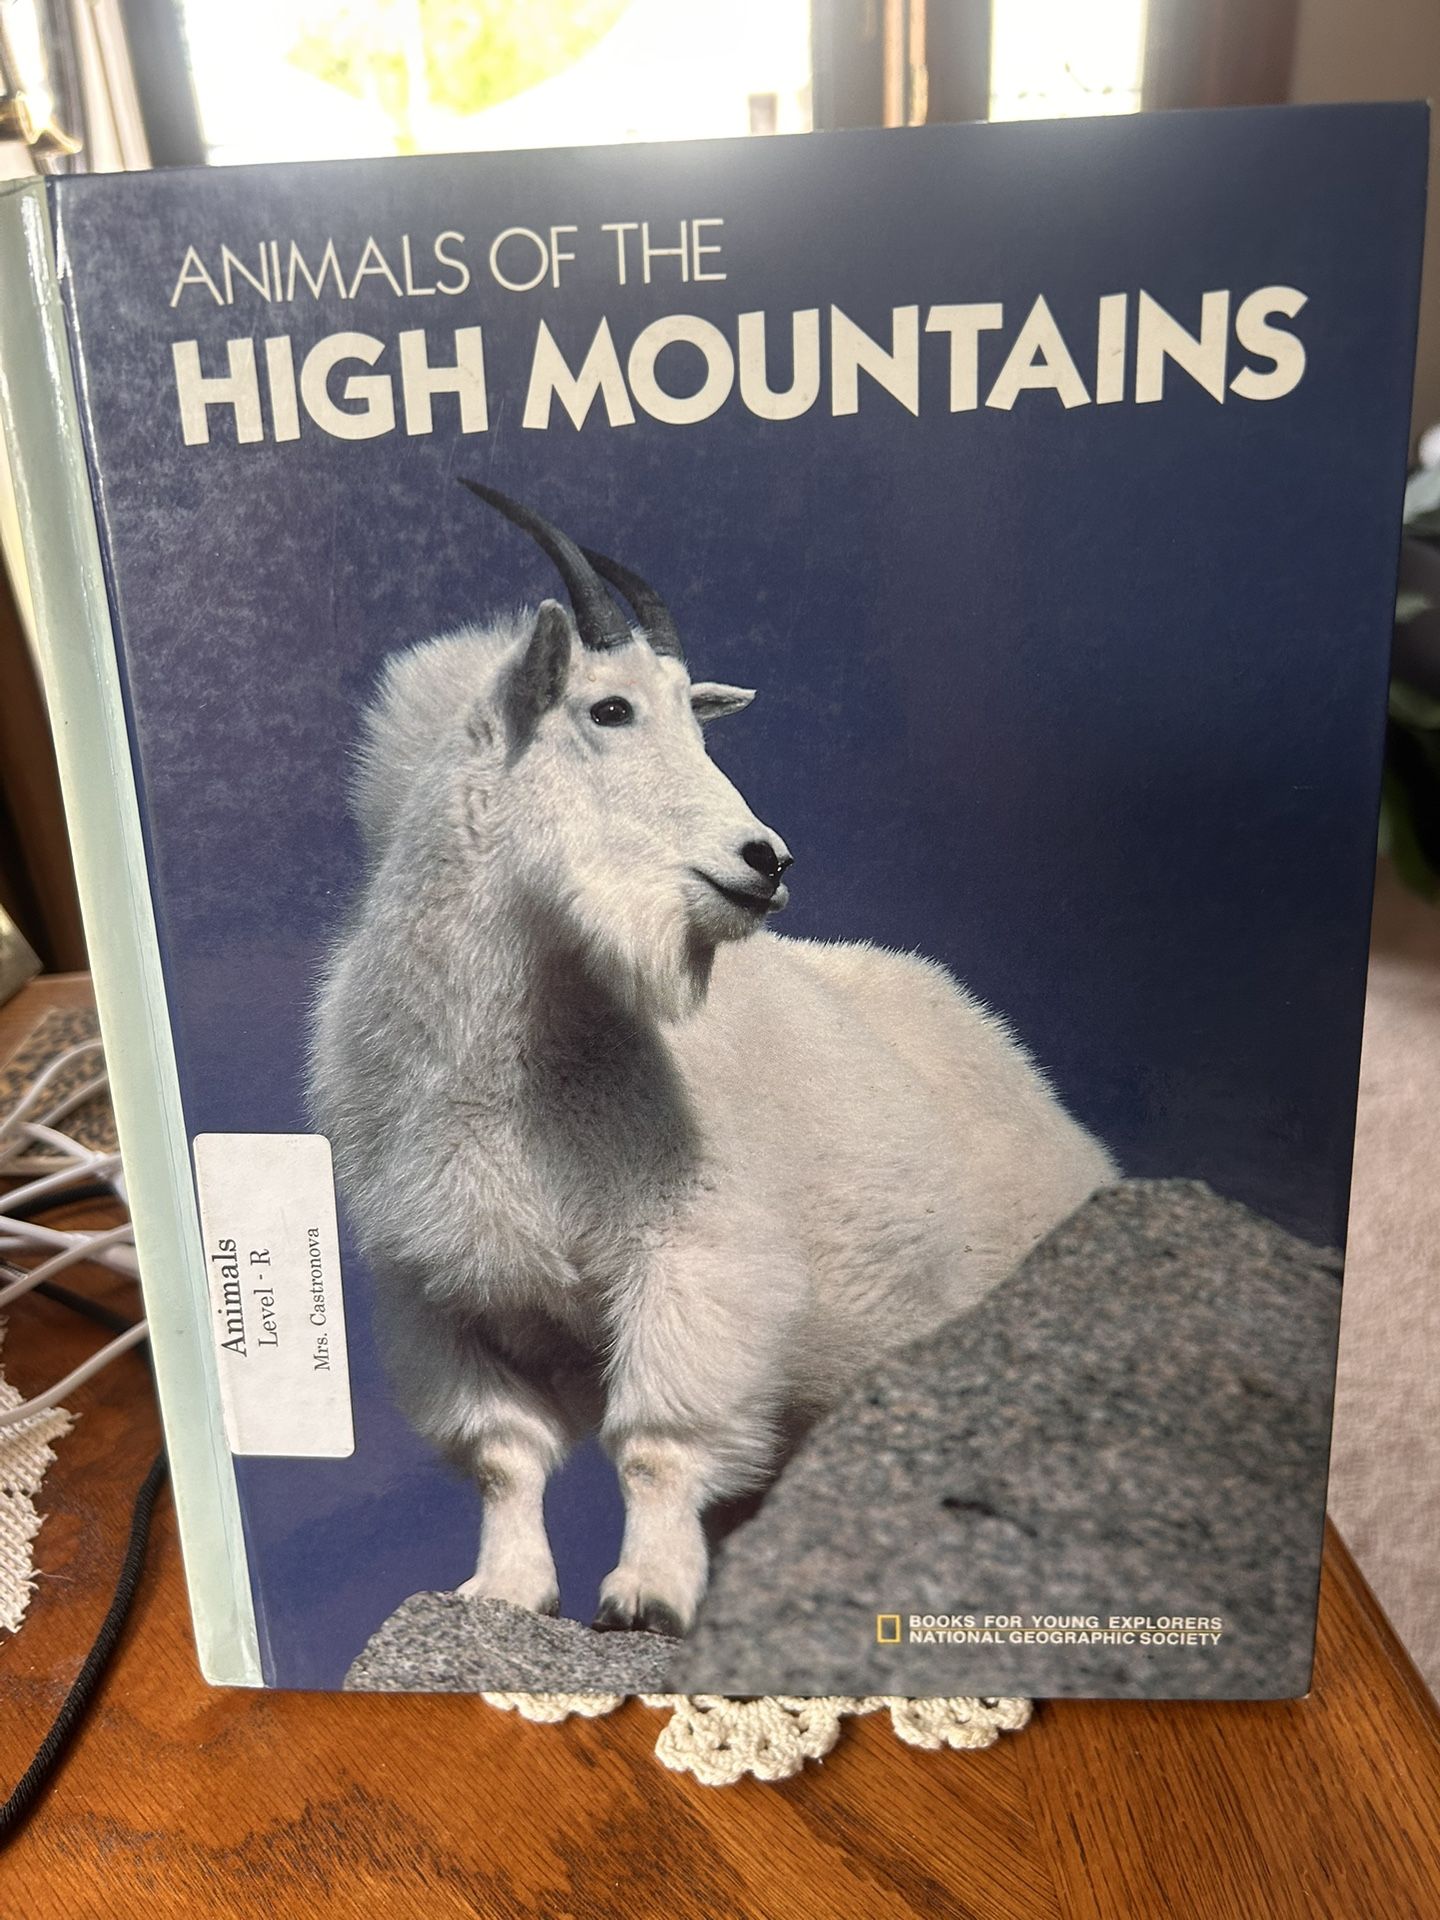 ANIMALS OF THE
HIGH MOUNTAINS
Animals
Level - R
Mrs. Castronova
BOOKS FOR YOUNG EXPLORERS
NATIONAL GEOGRAPHIC SOCIETY